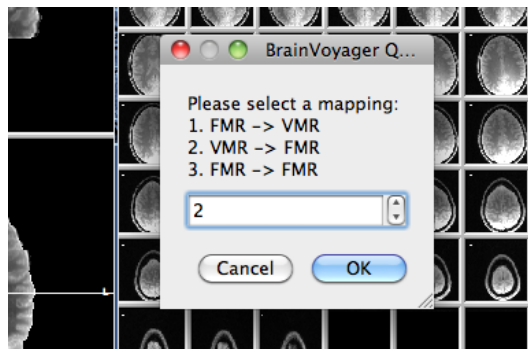 BrainVoyager Q...
Please select a mapping:
1. FMR -> VMR
2. VMR -> FMR
3. FMR -> FMR
2
Cancel
OK
L